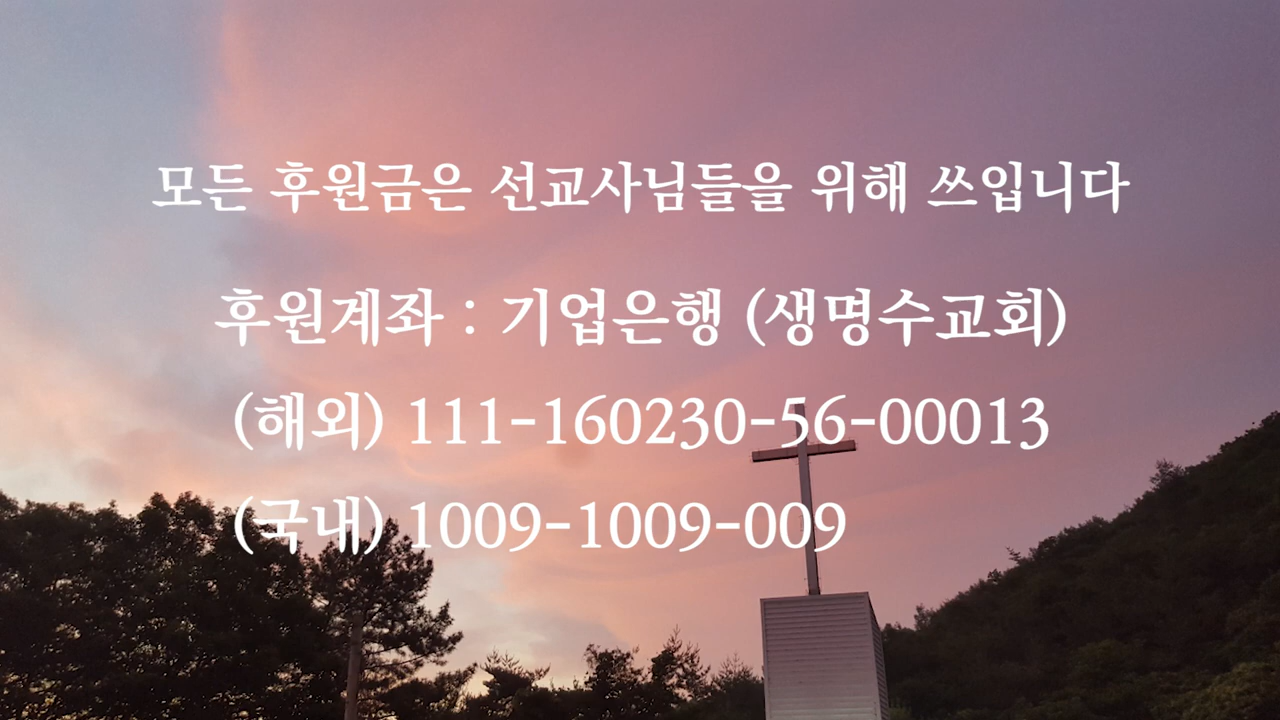 모든 후원금은 선교사님들을 위해 쓰입니다
후원계좌 : 기업은행 (생명수교회)
(해외) 111-160230-56-00013
(국내) 1009-1009-009